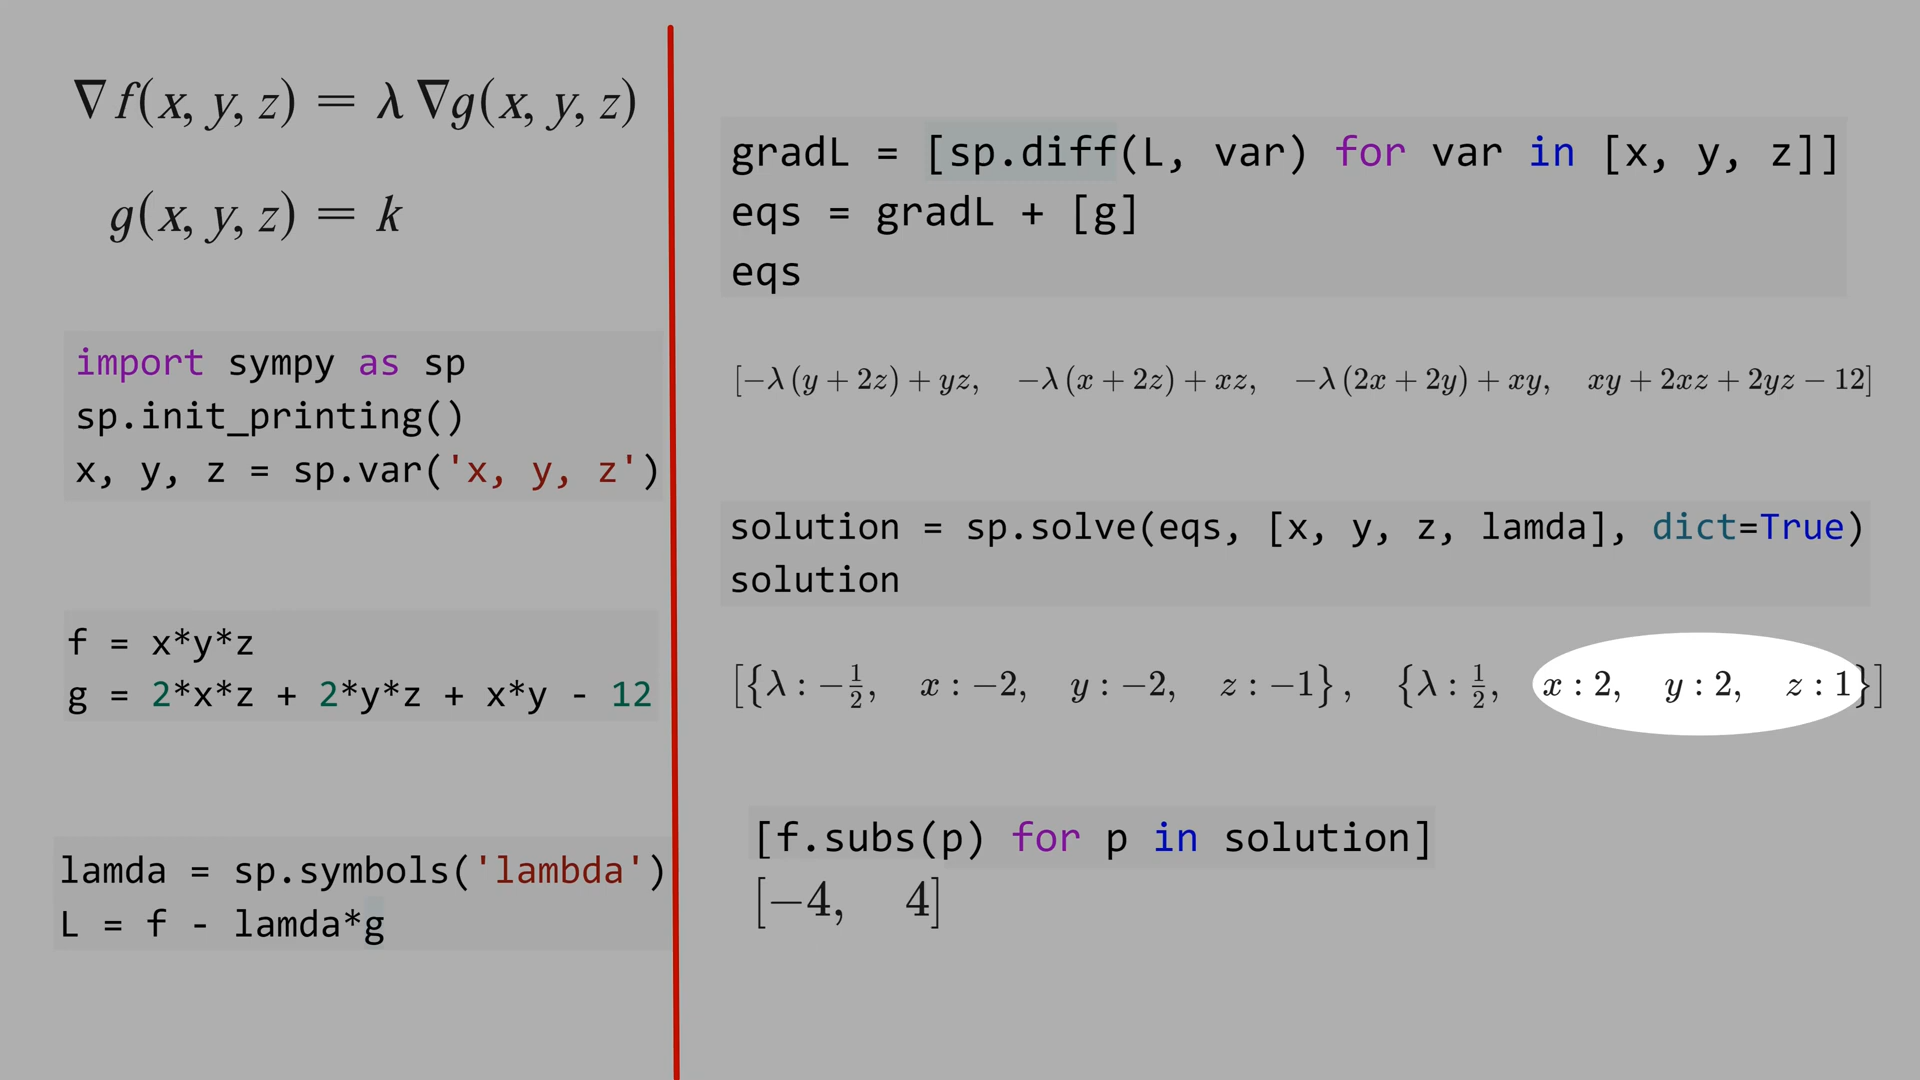 ∇f(x, y, z) = λ ∇g(x, y, z)
g(x, y, z) = k
import sympy as sp
sp.init_printing()
x, y, z = sp.var('x, y, z')
f = x*y*z
g = 2*x*z + 2*y*z + x*y - 12
lamda = sp.symbols('lambda')
L = f - lamda*g
gradL = [sp.diff(L, var) for var in [x, y, z]]
eqs = gradL + [g]
eqs
[−λ (y + 2z) + yz, −λ (x + 2z) + xz, −λ (2x + 2y) + xy, xy + 2xz + 2yz − 12]
solution = sp.solve(eqs, [x, y, z, lamda], dict=True)
solution
[{λ : −1/2, x : −2, y : −2, z : −1}, {λ : 1/2, x : 2, y : 2, z : 1}]
[f.subs(p) for p in solution]
[−4, 4]